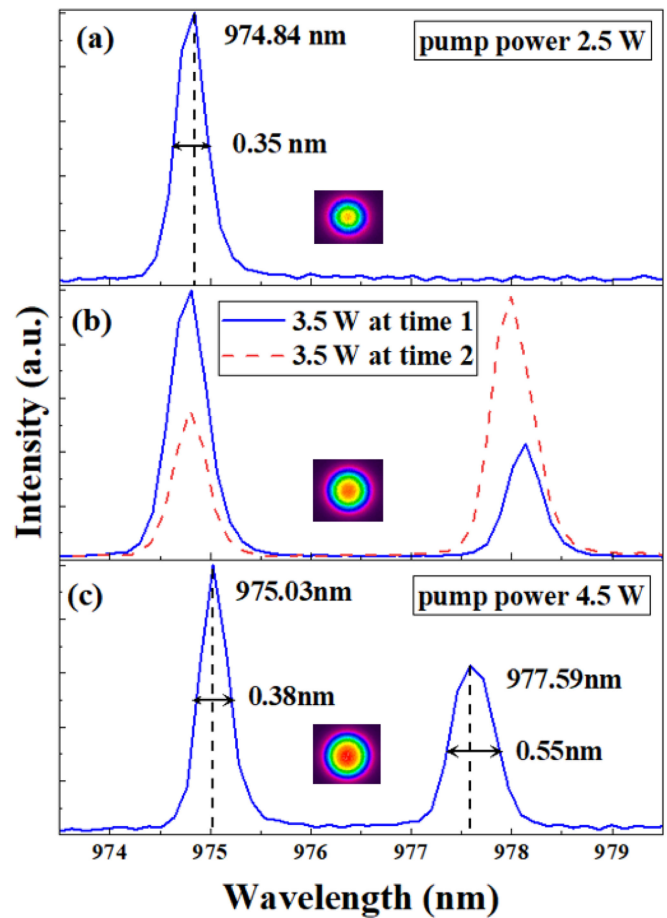 (a)
974.84 nm
pump power 2.5 W
0.35 nm
(b)
3.5 W at time 1
3.5 W at time 2
Intensity (a.u.)
(c)
975.03nm
pump power 4.5 W
977.59nm
0.38nm
0.55nm
974 975 976 977 978 979
Wavelength (nm)